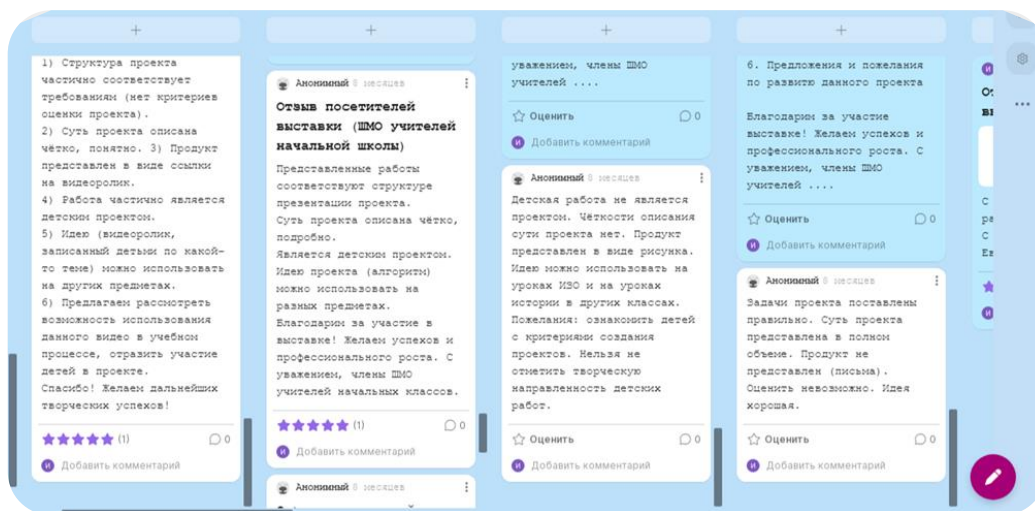 1) Структура проекта
частично соответствует
требованиям (нет критериев
оценки проекта).
2) Суть проекта описана
чётко, понятно. 3) Продукт
представлен в виде ссылки
на видеоролик.
4) Работа частично является
детским проектом.
5) Идею (видеоролик,
записанный детьми по какой-
то теме) можно использовать
на других предметах.
6) Предлагаем рассмотреть
возможность использования
данного видео в учебном
процессе, отразить участие
детей в проекте.
Спасибо! Желаем дальнейших
творческих успехов!
(1)
0
И
Добавить комментарий
Анонимный 8 месяцев
Отзыв посетителей
выставки (ШМО учителей
начальной школы)
Представленные работы
соответствуют структуре
презентации проекта.
Суть проекта описана чётко,
подробно.
Является детским проектом.
Идею проекта (алгоритм)
можно использовать на
разных предметах.
Благодарим за участие в
выставке! Желаем успехов и
профессионального роста. С
уважением, члены ШМО
учителей начальных классов.
(1)
0
И
Добавить комментарий
Анонимный 8 месяцев
уважением, члены ШМО
учителей ....
Оценить
0
И
Добавить комментарий
Анонимный 8 месяцев
Детская работа не является
проектом. Чёткости описания
сути проекта нет. Продукт
представлен в виде рисунка.
Идею можно использовать на
уроках ИЗО и на уроках
истории в других классах.
Пожелания: ознакомить детей
с критериями создания
проектов. Нельзя не
отметить творческую
направленность детских
работ.
Оценить
0
И
Добавить комментарий
6. Предложения и пожелания
по развитю данного проекта
Благодарим за участие
выставке! Желаем успехов и
профессионального роста. С
уважением, члены ШМО
учителей ....
Оценить
0
И
Добавить комментарий
Анонимный 8 месяцев
Задачи проекта поставлены
правильно. Суть проекта
представлена в полном
объеме. Продукт не
представлен (письма).
Оценить невозможно. Идея
хорошая.
Оценить
0
И
Добавить комментарий